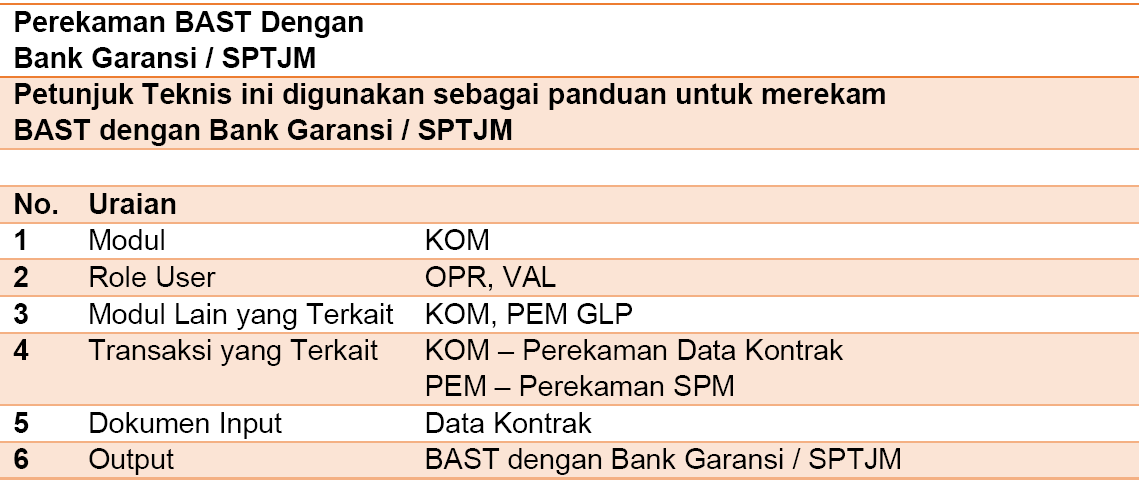 Perekaman BAST Dengan
Bank Garansi / SPTJM
Petunjuk Teknis ini digunakan sebagai panduan untuk merekam
BAST dengan Bank Garansi / SPTJM
No. Uraian
1 Modul KOM
2 Role User OPR, VAL
3 Modul Lain yang Terkait KOM, PEM GLP
4 Transaksi yang Terkait KOM – Perekaman Data Kontrak
PEM – Perekaman SPM
5 Dokumen Input Data Kontrak
6 Output BAST dengan Bank Garansi / SPTJM